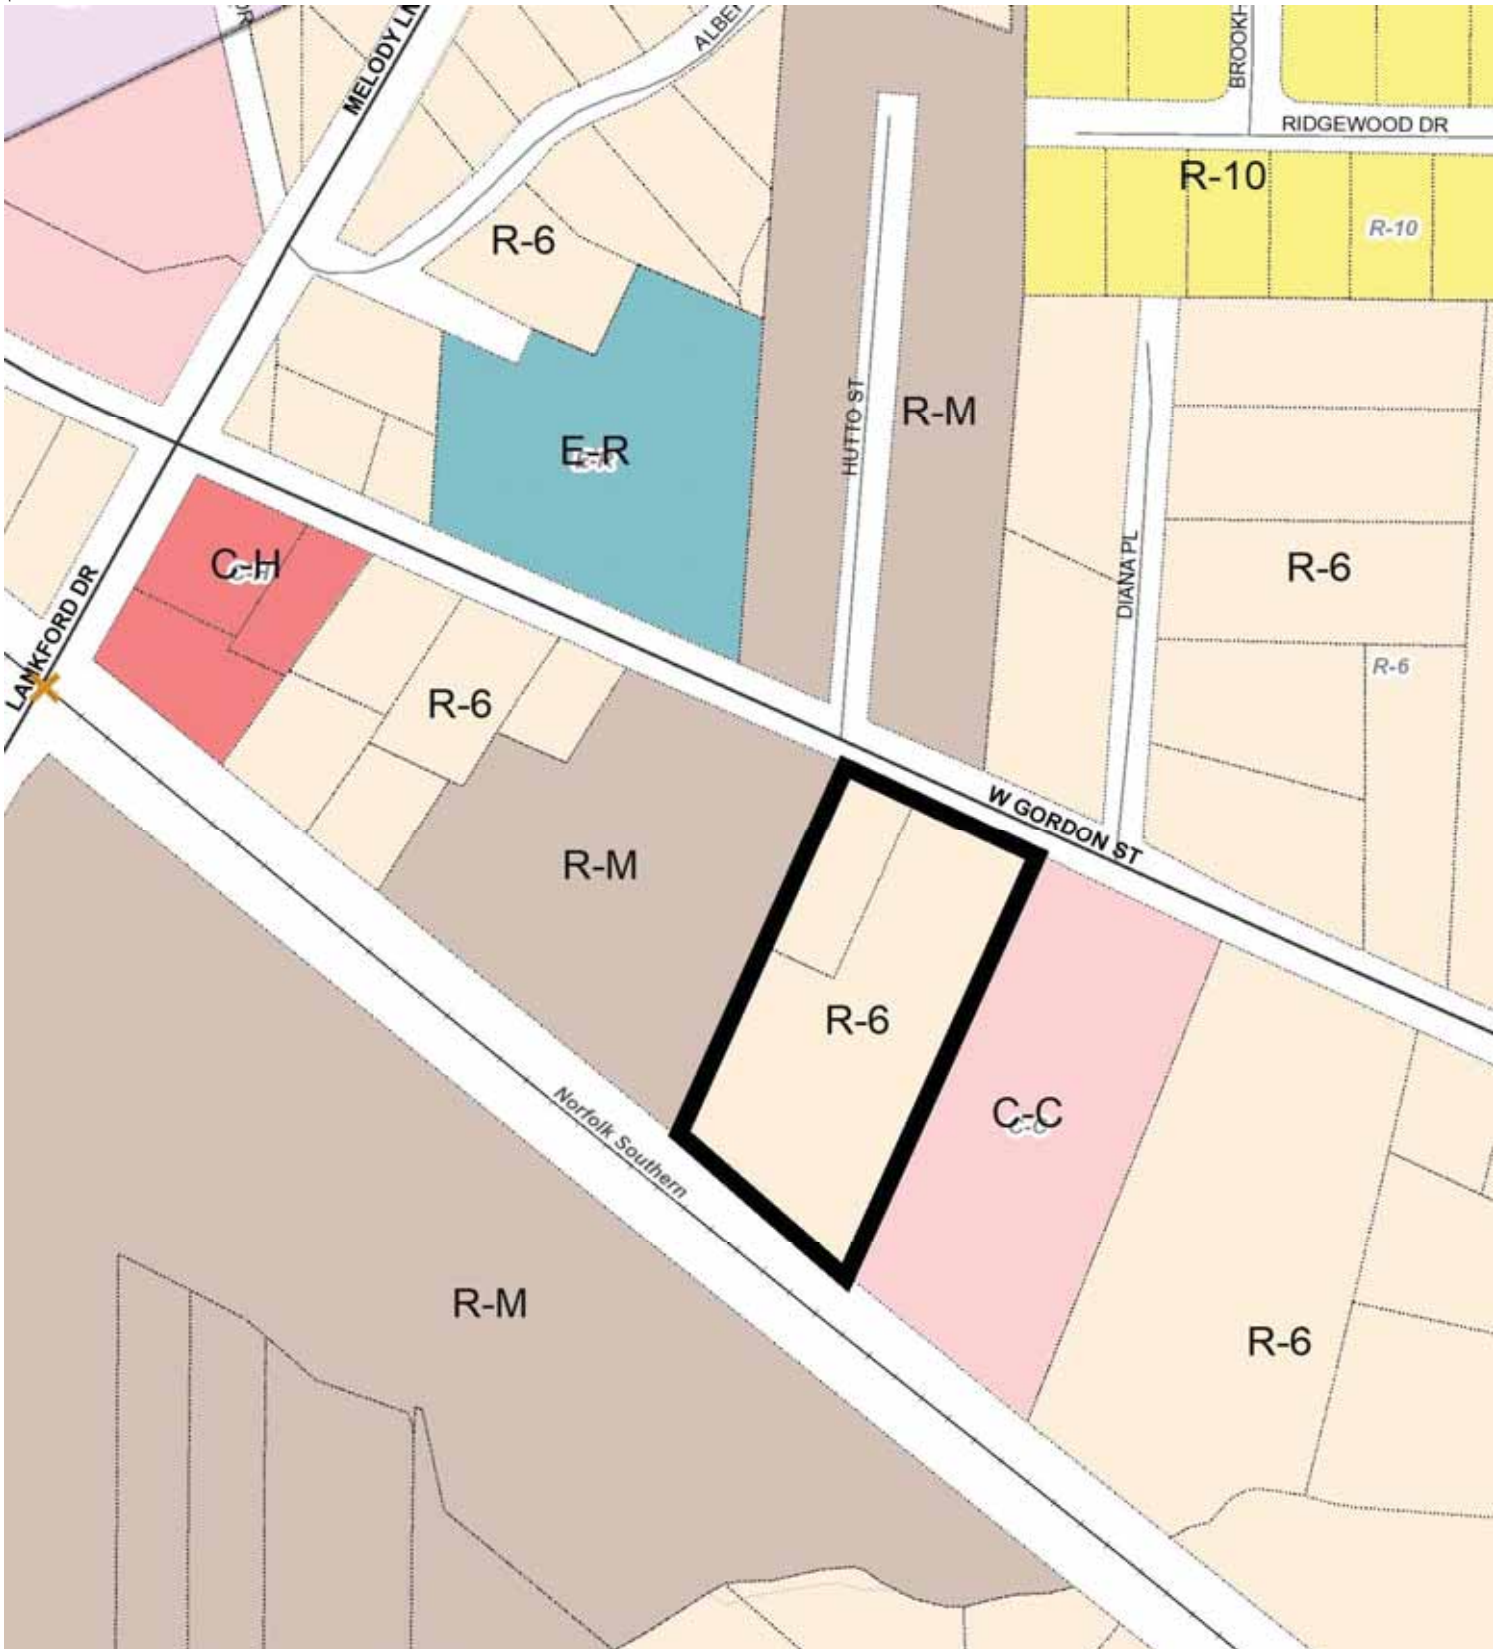 MELODY LN
RIDGEWOOD DR
R-10
R-10
R-6
HUTTO ST
R-M
E-R
E-R
DIANA PL
R-6
C-H
C-H
LANKFORD DR
R-6
R-6
W GORDON ST
R-M
R-6
C-C
C-C
Norfolk Southern
R-M
R-6